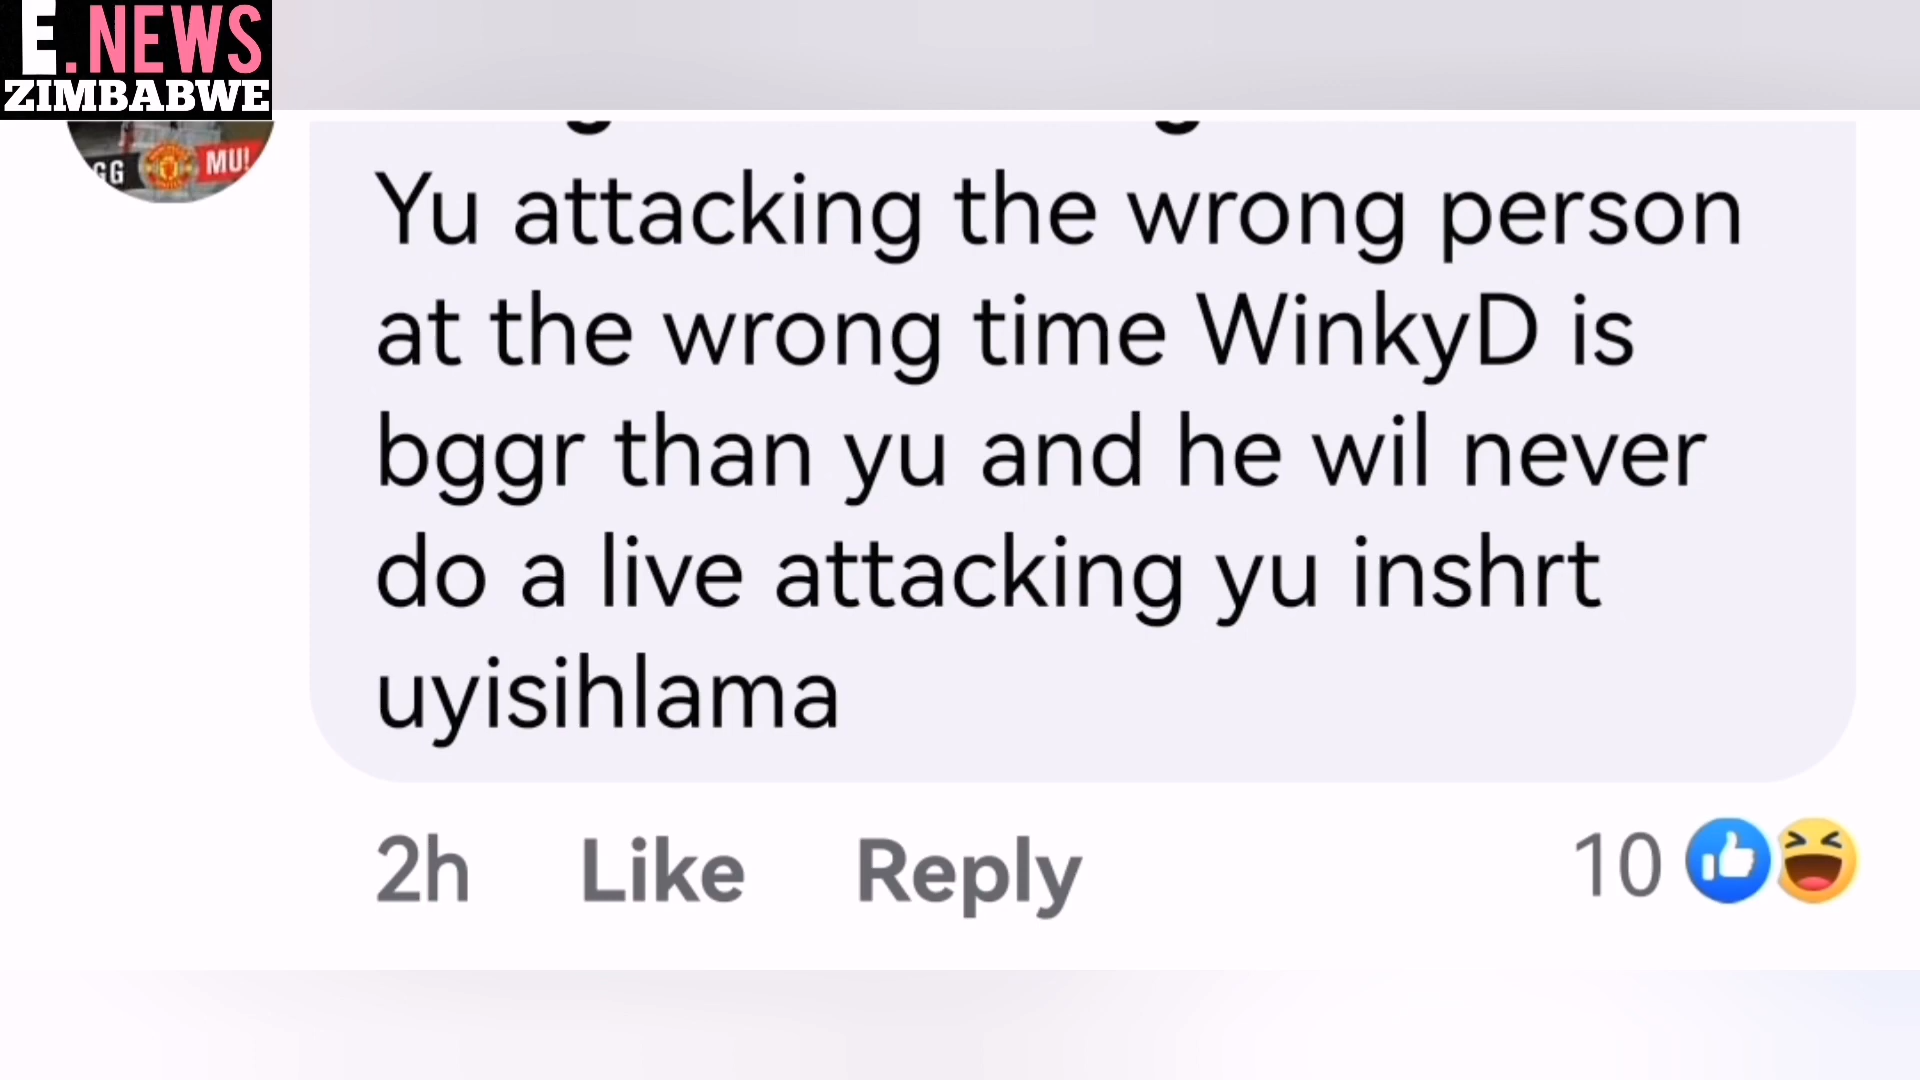 E.NEWS
ZIMBABWE
GG MU!
Yu attacking the wrong person
at the wrong time WinkyD is
bggr than yu and he wil never
do a live attacking yu inshrt
uyisihlama
2h Like Reply 10